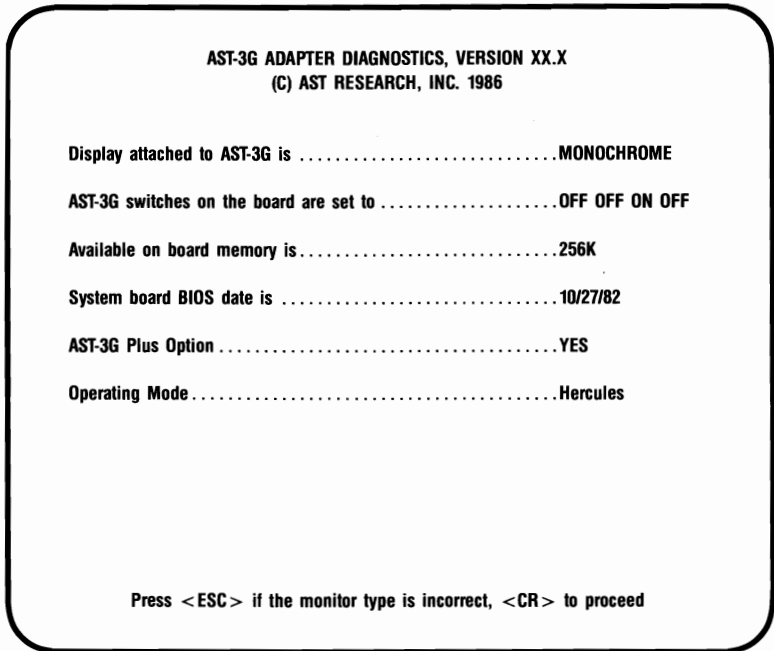 AST-3G ADAPTER DIAGNOSTICS, VERSION XX.X
(C) AST RESEARCH, INC. 1986
Display attached to AST-3G is .............................MONOCHROME
AST-3G switches on the board are set to ....................OFF OFF ON OFF
Available on board memory is.............................256K
System board BIOS date is ...............................10/27/82
AST-3G Plus Option......................................YES
Operating Mode.........................................Hercules
Press <ESC> if the monitor type is incorrect, <CR> to proceed